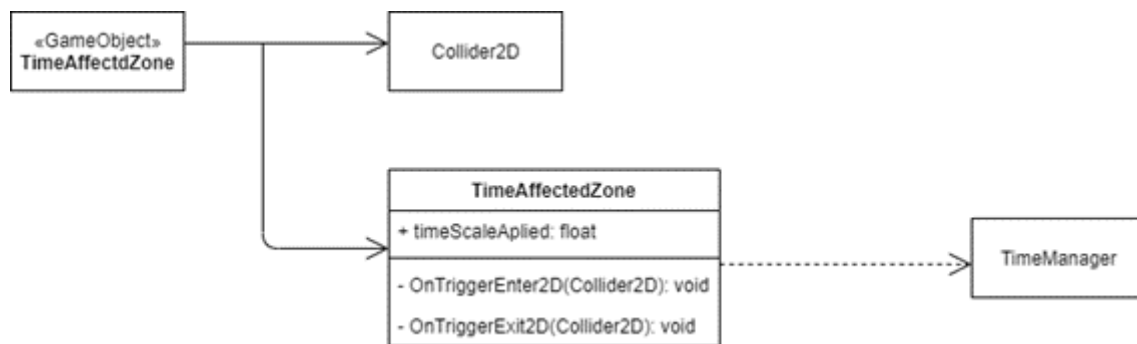 «GameObject»
TimeAffectdZone
Collider2D
TimeAffectedZone
+ timeScaleAplied: float
- OnTriggerEnter2D(Collider2D): void
- OnTriggerExit2D(Collider2D): void
TimeManager